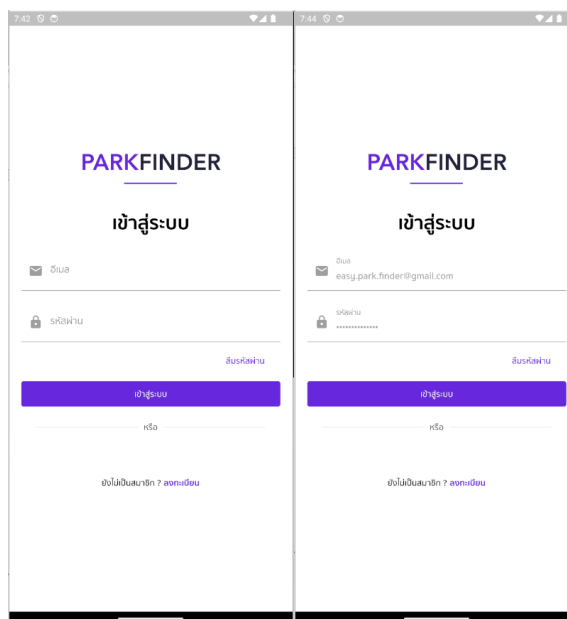 7:42
PARKFINDER
เข้าสู่ระบบ
อีเมล
รหัสผ่าน
ลืมรหัสผ่าน
เข้าสู่ระบบ
หรือ
ยังไม่เป็นสมาชิก ? ลงทะเบียน
7:44
PARKFINDER
เข้าสู่ระบบ
อีเมล
easy.park.finder@gmail.com
รหัสผ่าน
••••••••••••••
ลืมรหัสผ่าน
เข้าสู่ระบบ
หรือ
ยังไม่เป็นสมาชิก ? ลงทะเบียน